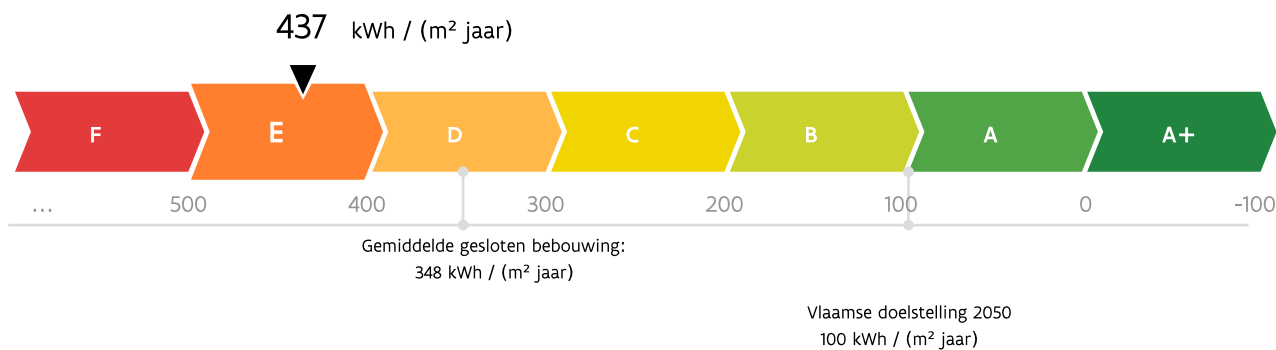 437 kWh / (m² jaar)
F E D C B A A+
... 500 400 300 200 100 0 -100
Gemiddelde gesloten bebouwing:
348 kWh / (m² jaar)
Vlaamse doelstelling 2050
100 kWh / (m² jaar)